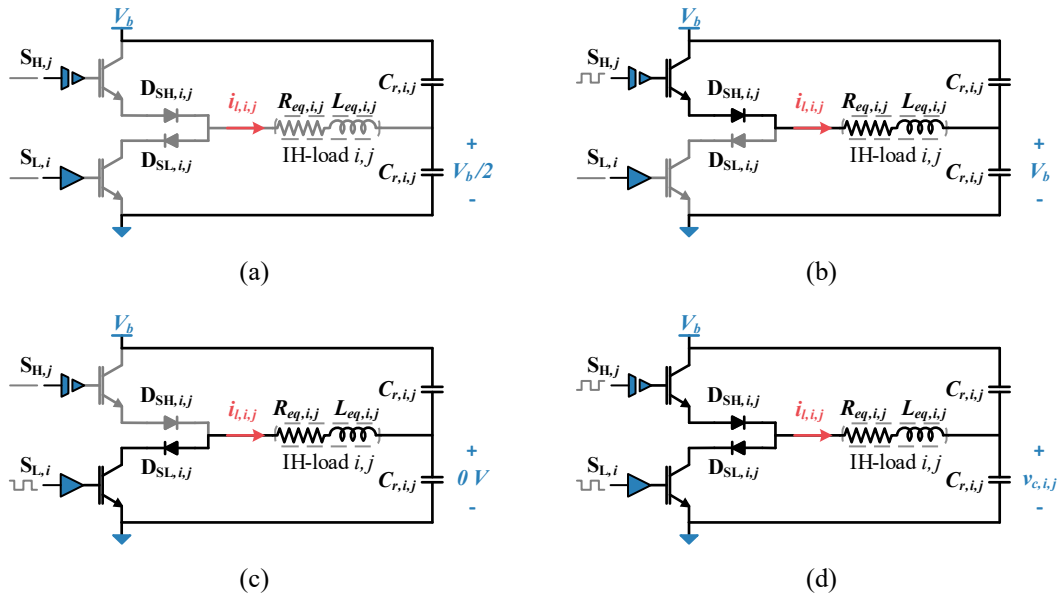 V_b
S_H,j
D_SH,i,j
C_r,i,j
i_l,i,j
R_eq,i,j L_eq,i,j
IH-load i,j
D_SL,i,j
S_L,i
C_r,i,j
+
V_b/2
-
(a)
V_b
S_H,j
D_SH,i,j
C_r,i,j
i_l,i,j
R_eq,i,j L_eq,i,j
IH-load i,j
D_SL,i,j
S_L,i
C_r,i,j
+
V_b
-
(b)
V_b
S_H,j
D_SH,i,j
C_r,i,j
i_l,i,j
R_eq,i,j L_eq,i,j
IH-load i,j
D_SL,i,j
S_L,i
C_r,i,j
+
0 V
-
(c)
V_b
S_H,j
D_SH,i,j
C_r,i,j
i_l,i,j
R_eq,i,j L_eq,i,j
IH-load i,j
D_SL,i,j
S_L,i
C_r,i,j
+
v_c,i,j
-
(d)